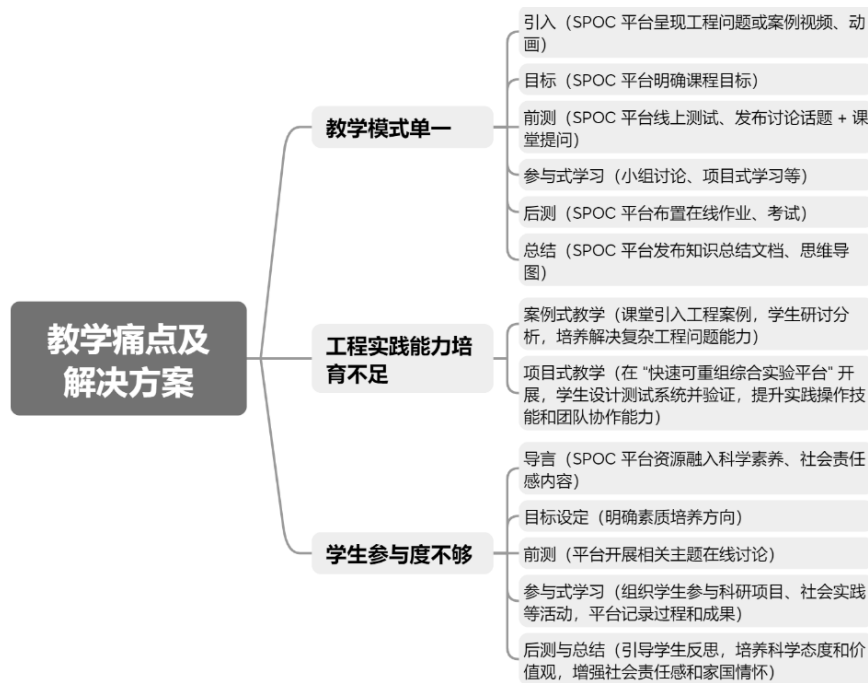 教学痛点及
解决方案
教学模式单一
引入（SPOC 平台呈现工程问题或案例视频、动
画）
目标（SPOC 平台明确课程目标）
前测（SPOC 平台线上测试、发布讨论话题 + 课
堂提问）
参与式学习（小组讨论、项目式学习等）
后测（SPOC 平台布置在线作业、考试）
总结（SPOC 平台发布知识总结文档、思维导
图）
工程实践能力培
育不足
案例式教学（课堂引入工程案例，学生研讨分
析，培养解决复杂工程问题能力）
项目式教学（在 "快速可重组综合实验平台" 开
展，学生设计测试系统并验证，提升实践操作技
能和团队协作能力）
学生参与度不够
导言（SPOC 平台资源融入科学素养、社会责任
感内容）
目标设定（明确素质培养方向）
前测（平台开展相关主题在线讨论）
参与式学习（组织学生参与科研项目、社会实践
等活动，平台记录过程和成果）
后测与总结（引导学生反思，培养科学态度和价
值观，增强社会责任感和家国情怀）